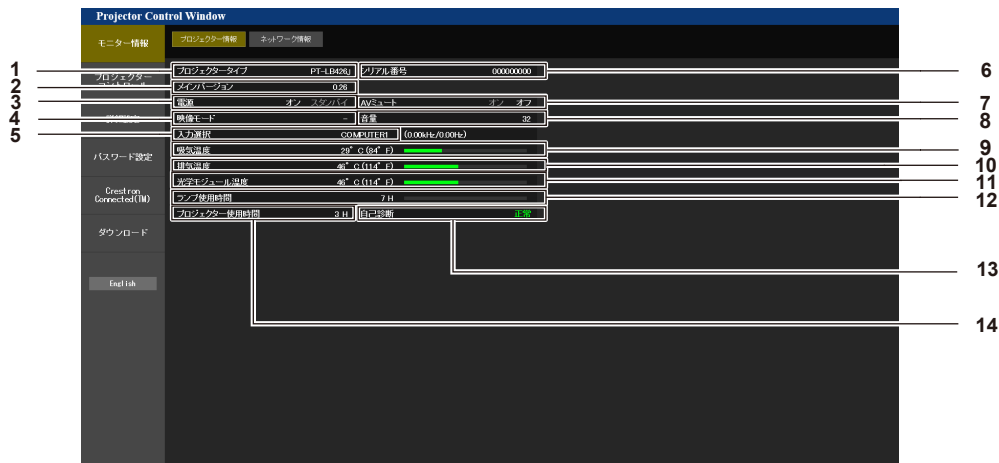 Projector Control Window
モニター情報
プロジェクター情報 ネットワーク情報
プロジェクター
パスワード設定
Crestron
Connected(TM)
ダウンロード
English
プロジェクタータイプ PT-LB426J シリアル番号 000000000
メインバージョン 0.26
電源 オン スタンバイ AVミュート オン オフ
映像モード - 音量 32
入力選択 COMPUTER1 (0.00kHz/0.00Hz)
吸気温度 29° C (84° F)
排気温度 46° C (114° F)
光学モジュール温度 46° C (114° F)
ランプ使用時間 7 H
プロジェクター使用時間 3 H 自己診断 正常
1
2
3
4
5
6
7
8
9
10
11
12
13
14